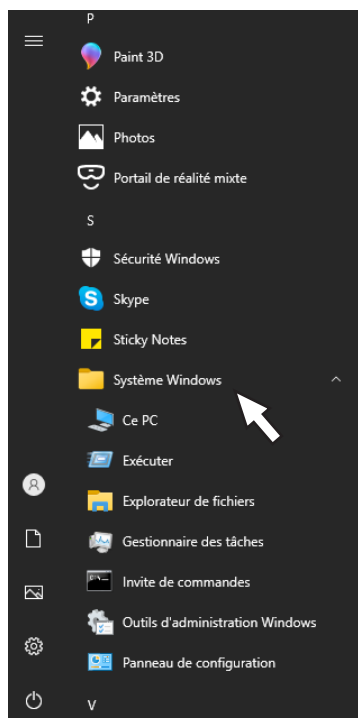 P
Paint 3D
Paramètres
Photos
Portail de réalité mixte
S
Sécurité Windows
Skype
Sticky Notes
Système Windows
Ce PC
Exécuter
Explorateur de fichiers
Gestionnaire des tâches
Invite de commandes
Outils d'administration Windows
Panneau de configuration
V